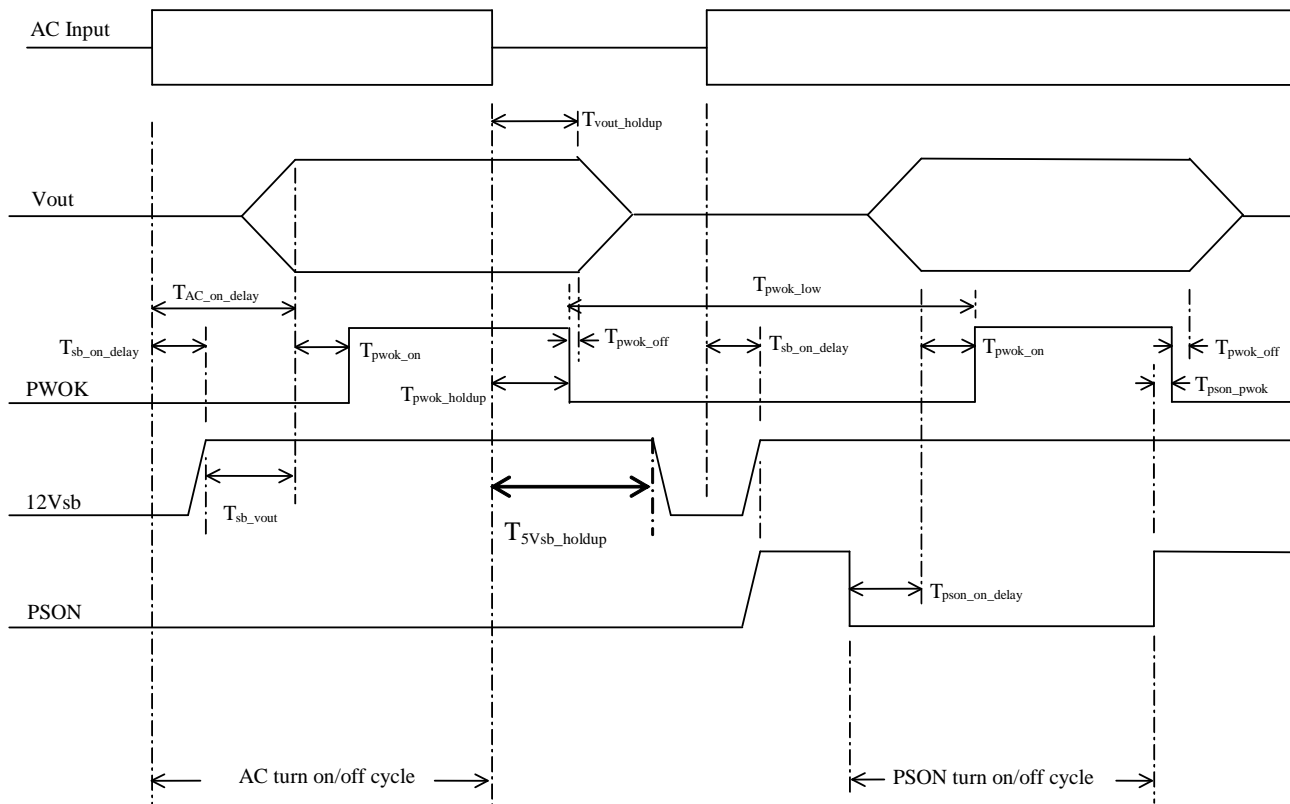 AC Input
Tvout_holdup
Vout
TAC_on_delay
Tpwok_low
Tsb_on_delay
Tpwok_on
Tpwok_off
Tsb_on_delay
Tpwok_on
Tpwok_off
PWOK
Tpwok_holdup
Tpson_pwok
12Vsb
Tsb_vout
T5Vsb_holdup
PSON
Tpson_on_delay
AC turn on/off cycle
PSON turn on/off cycle